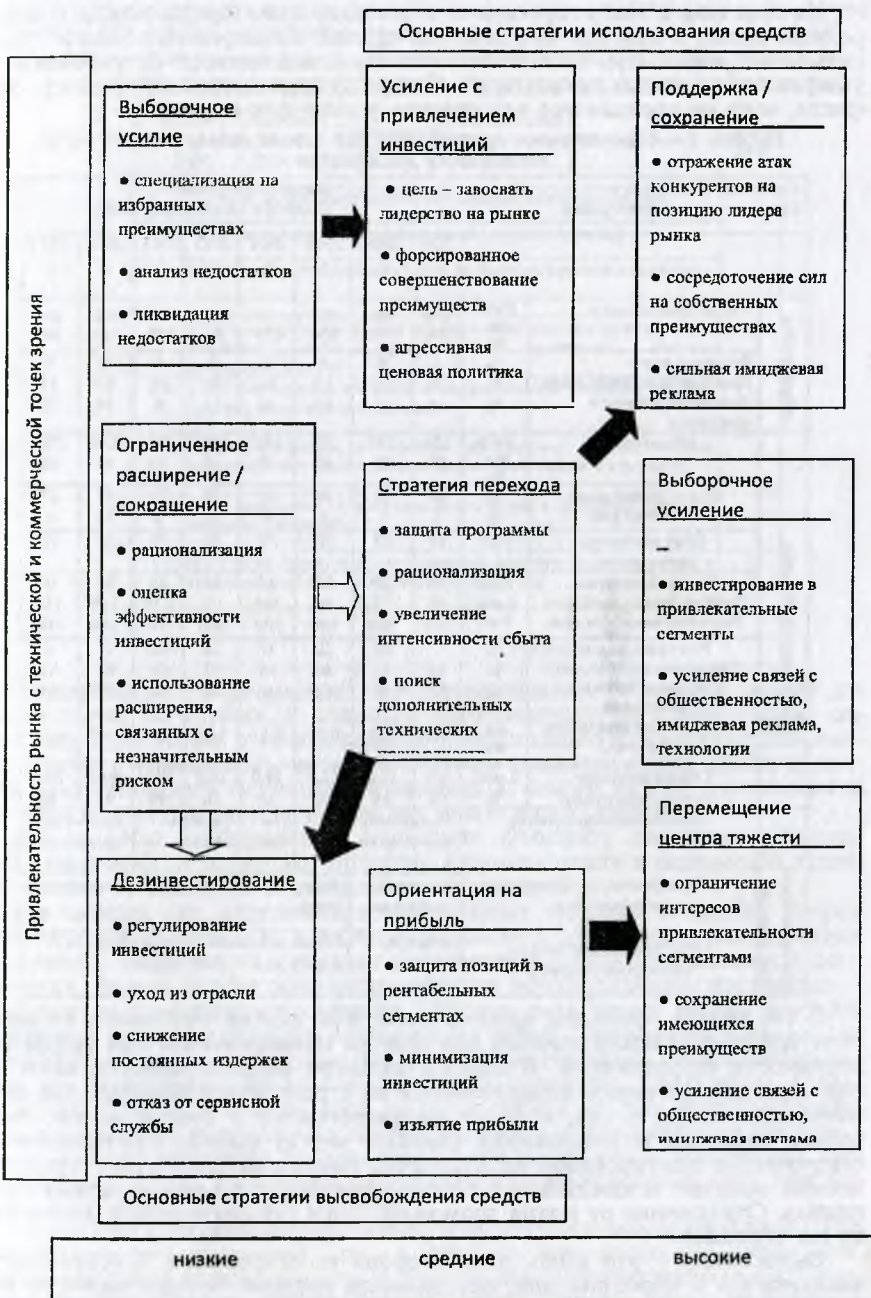 Основные стратегии использования средств
Привлекательность рынка с технической и коммерческой точек зрения
Выборочное
усилие
● специализация на
избранных
преимуществах
● анализ недостатков
● ликвидация
недостатков
Усиление с
привлечением
инвестиций
● цель – завоевать
лидерство на рынке
● форсированное
совершенствование
преимуществ
● агрессивная
ценовая политика
Поддержка /
сохранение
● отражение атак
конкурентов на
позицию лидера
рынка
● сосредоточение сил
на собственных
преимуществах
● сильная имиджевая
реклама
Ограниченное
расширение /
сокращение
● рационализация
● оценка
эффективности
инвестиций
● использование
расширения,
связанных с
незначительным
риском
Стратегия перехода
● защита программы
● рационализация
● увеличение
интенсивности сбыта
● поиск
дополнительных
технических
Выборочное
усиление
–
● инвестирование в
привлекательные
сегменты
● усиление связей с
общественностью,
имиджевая реклама,
технологии
Дезинвестирование
● регулирование
инвестиций
● уход из отрасли
● снижение
постоянных издержек
● отказ от сервисной
службы
Ориентация на
прибыль
● защита позиций в
рентабельных
сегментах
● минимизация
инвестиций
● изъятие прибыли
Перемещение
центра тяжести
● ограничение
интересов
привлекательности
сегментами
● сохранение
имеющихся
преимуществ
● усиление связей с
общественностью,
имиджевая реклама
Основные стратегии высвобождения средств
низкие средние высокие